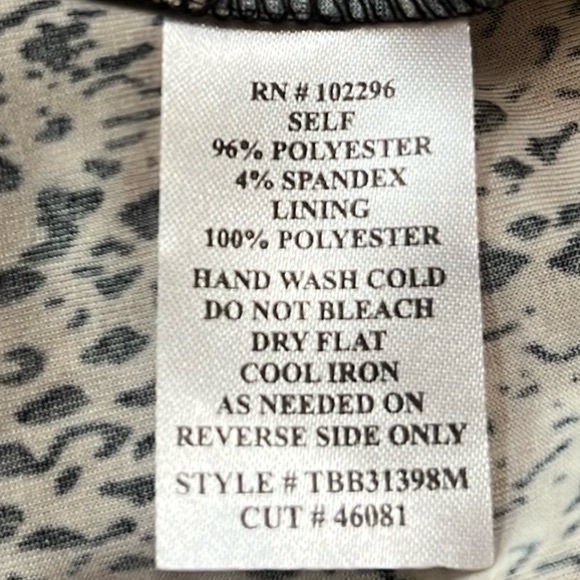 RN # 102296
SELF
96% POLYESTER
4% SPANDEX
LINING
100% POLYESTER
HAND WASH COLD
DO NOT BLEACH
DRY FLAT
COOL IRON
AS NEEDED ON
REVERSE SIDE ONLY
STYLE # TBB31398M
CUT # 46081